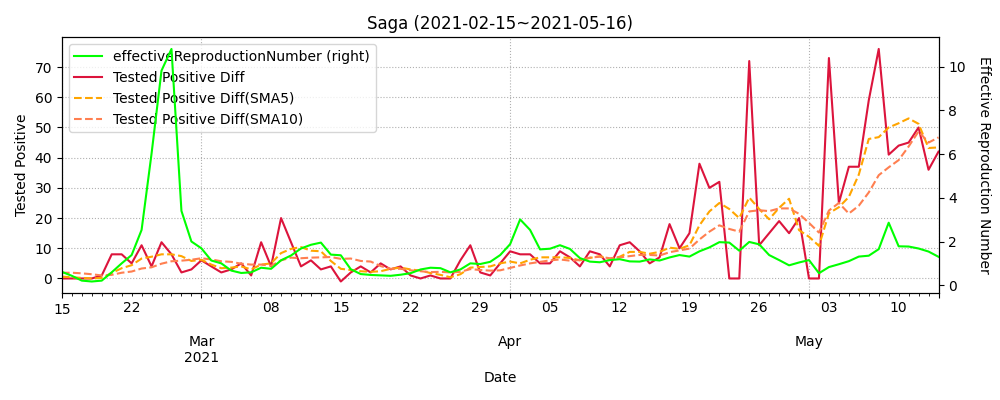 Saga (2021-02-15~2021-05-16)
effectiveReproductionNumber (right)
Tested Positive Diff
Tested Positive Diff(SMA5)
Tested Positive Diff(SMA10)
Tested Positive
70
60
50
40
30
20
10
0
10
8
6
4
2
0
Effective Reproduction Number
15 22 08 15 22 29 05 12 19 26 03 10
Mar Apr May
2021
Date